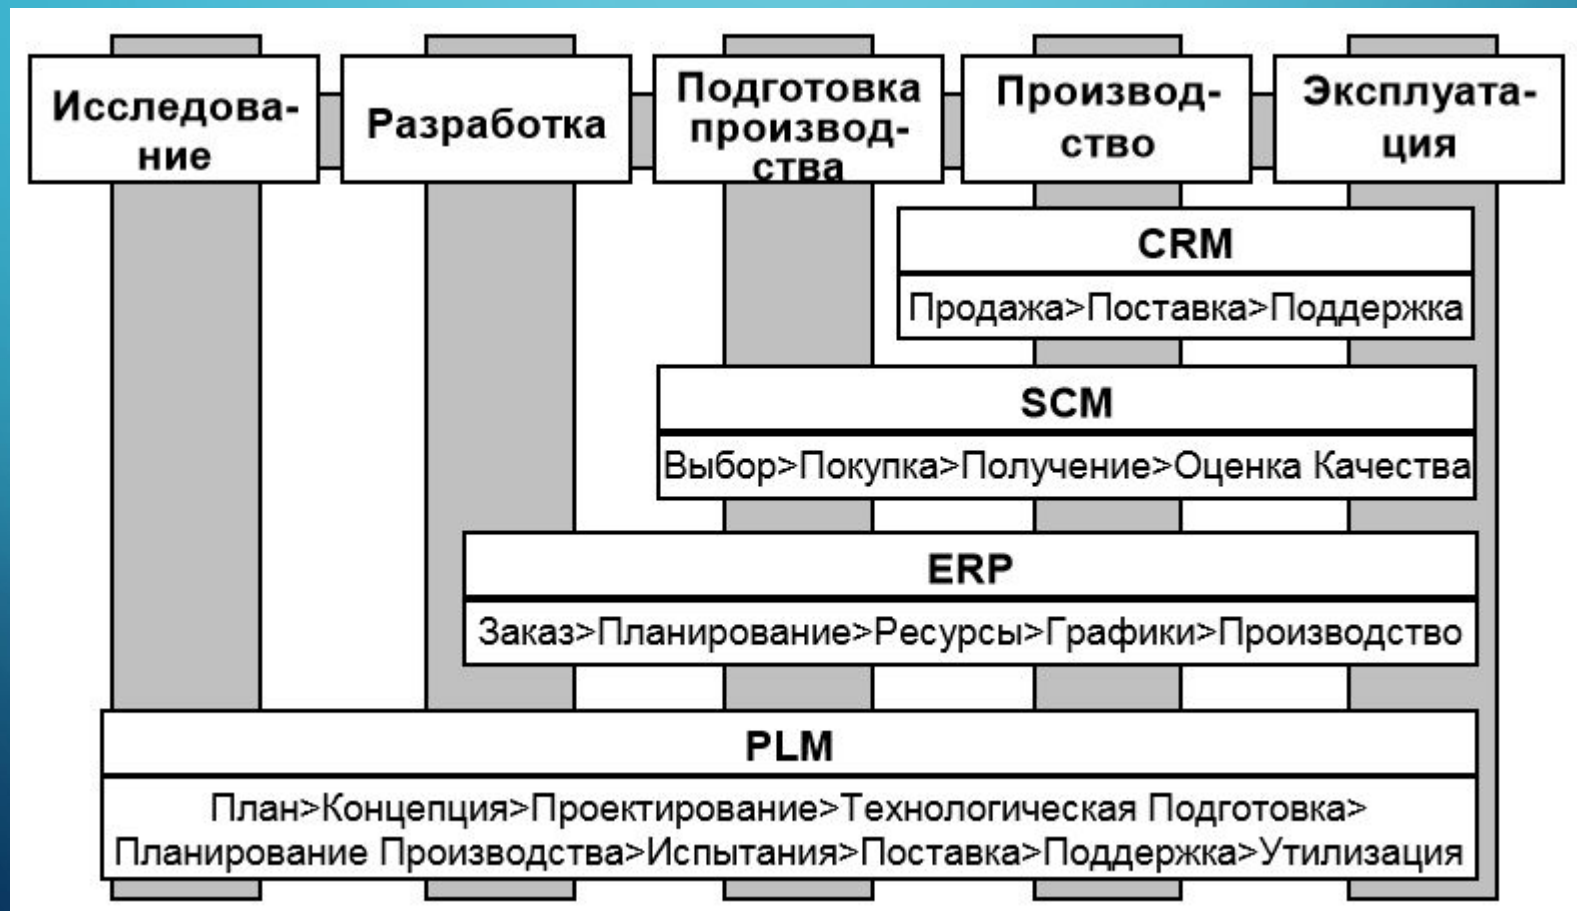 Исследова-
ние
Разработка
Подготовка
производ-
ства
Производ-
ство
Эксплуата-
ция
CRM
Продажа>Поставка>Поддержка
SCM
Выбор>Покупка>Получение>Оценка Качества
ERP
Заказ>Планирование>Ресурсы>Графики>Производство
PLM
План>Концепция>Проектирование>Технологическая Подготовка>
Планирование Производства>Испытания>Поставка>Поддержка>Утилизация